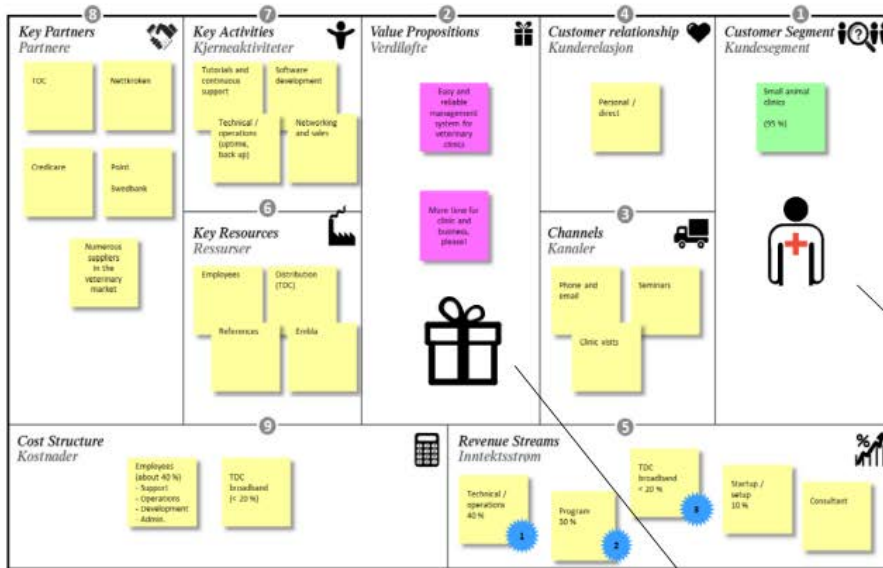 8
Key Partners
Partnere
TDC
Nettkroken
Credicare
Point
Swedbank
Numerous
suppliers
in the
veterinary
market
7
Key Activities
Kjerneaktiviteter
Tutorials and
continuous
support
Software
development
Technical /
operations
(uptime,
back up)
Networking
and sales
6
Key Resources
Ressurser
Employees
Distribution
(TDC)
References
Embla
2
Value Propositions
Verdiløfte
Easy and
reliable
management
system for
veterinary
clinics
More time for
clinic and
business,
please!
4
Customer relationship
Kunderelasjon
Personal /
direct
3
Channels
Kanaler
Phone and
email
Seminars
Clinic visits
1
Customer Segment
Kundesegment
?
Small animal
clinics
(95 %)
9
Cost Structure
Kostnader
Employees
(about 40 %)
- Support
- Operations
- Development
- Admin.
TDC
broadband
(< 20 %)
5
Revenue Streams
Inntektsstrøm
%
Technical /
operations
40 %
1
Program
30 %
2
TDC
broadband
< 20 %
3
Startup /
setup
10 %
Consultant